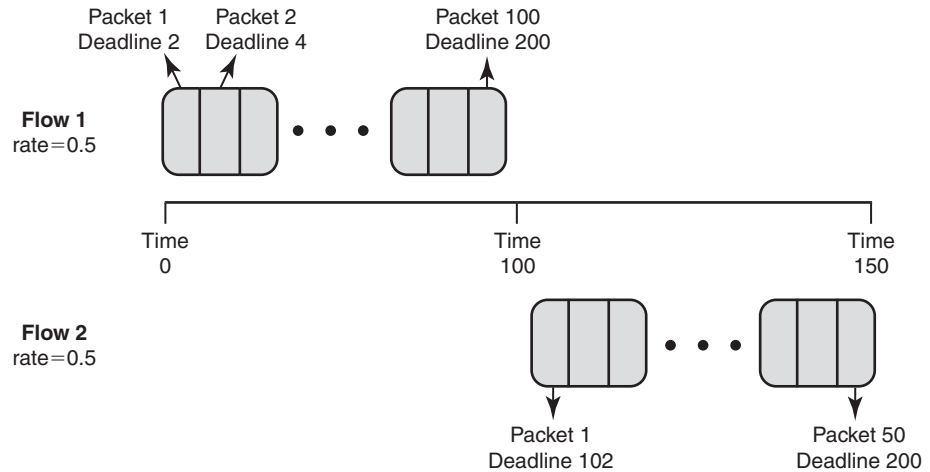 Packet 1
Deadline 2
Packet 2
Deadline 4
Packet 100
Deadline 200
Flow 1
rate=0.5
Time
0
Time
100
Time
150
Flow 2
rate=0.5
Packet 1
Deadline 102
Packet 50
Deadline 200